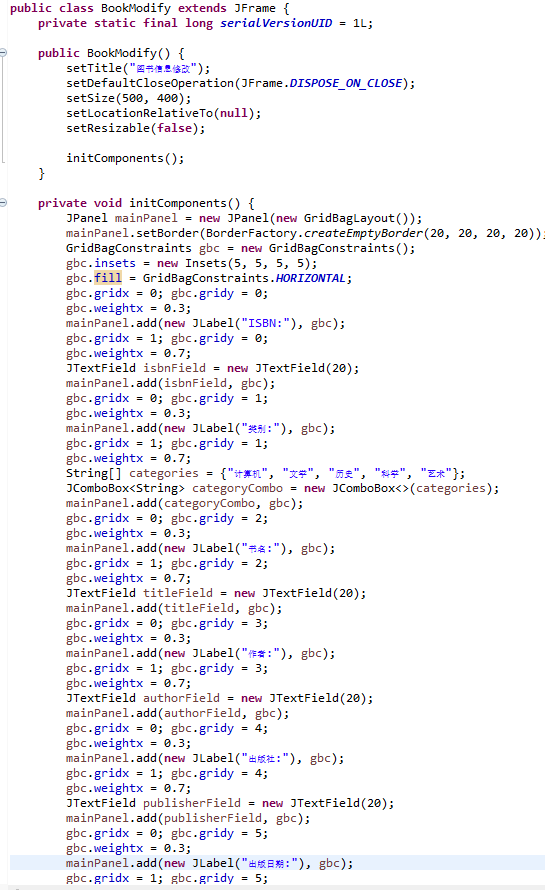 public class BookModify extends JFrame {
    private static final long serialVersionUID = 1L;

    public BookModify() {
        setTitle("图书信息修改");
        setDefaultCloseOperation(JFrame.DISPOSE_ON_CLOSE);
        setSize(500, 400);
        setLocationRelativeTo(null);
        setResizable(false);

        initComponents();
    }

    private void initComponents() {
        JPanel mainPanel = new JPanel(new GridBagLayout());
        mainPanel.setBorder(BorderFactory.createEmptyBorder(20, 20, 20, 20));
        GridBagConstraints gbc = new GridBagConstraints();
        gbc.insets = new Insets(5, 5, 5, 5);
        gbc.fill = GridBagConstraints.HORIZONTAL;
        gbc.gridx = 0; gbc.gridy = 0;
        gbc.weightx = 0.3;
        mainPanel.add(new JLabel("ISBN:"), gbc);
        gbc.gridx = 1; gbc.gridy = 0;
        gbc.weightx = 0.7;
        JTextField isbnField = new JTextField(20);
        mainPanel.add(isbnField, gbc);
        gbc.gridx = 0; gbc.gridy = 1;
        gbc.weightx = 0.3;
        mainPanel.add(new JLabel("类别:"), gbc);
        gbc.gridx = 1; gbc.gridy = 1;
        gbc.weightx = 0.7;
        String[] categories = {"计算机", "文学", "历史", "科学", "艺术"};
        JComboBox<String> categoryCombo = new JComboBox<>(categories);
        mainPanel.add(categoryCombo, gbc);
        gbc.gridx = 0; gbc.gridy = 2;
        gbc.weightx = 0.3;
        mainPanel.add(new JLabel("书名:"), gbc);
        gbc.gridx = 1; gbc.gridy = 2;
        gbc.weightx = 0.7;
        JTextField titleField = new JTextField(20);
        mainPanel.add(titleField, gbc);
        gbc.gridx = 0; gbc.gridy = 3;
        gbc.weightx = 0.3;
        mainPanel.add(new JLabel("作者:"), gbc);
        gbc.gridx = 1; gbc.gridy = 3;
        gbc.weightx = 0.7;
        JTextField authorField = new JTextField(20);
        mainPanel.add(authorField, gbc);
        gbc.gridx = 0; gbc.gridy = 4;
        gbc.weightx = 0.3;
        mainPanel.add(new JLabel("出版社:"), gbc);
        gbc.gridx = 1; gbc.gridy = 4;
        gbc.weightx = 0.7;
        JTextField publisherField = new JTextField(20);
        mainPanel.add(publisherField, gbc);
        gbc.gridx = 0; gbc.gridy = 5;
        gbc.weightx = 0.3;
        mainPanel.add(new JLabel("出版日期:"), gbc);
        gbc.gridx = 1; gbc.gridy = 5;